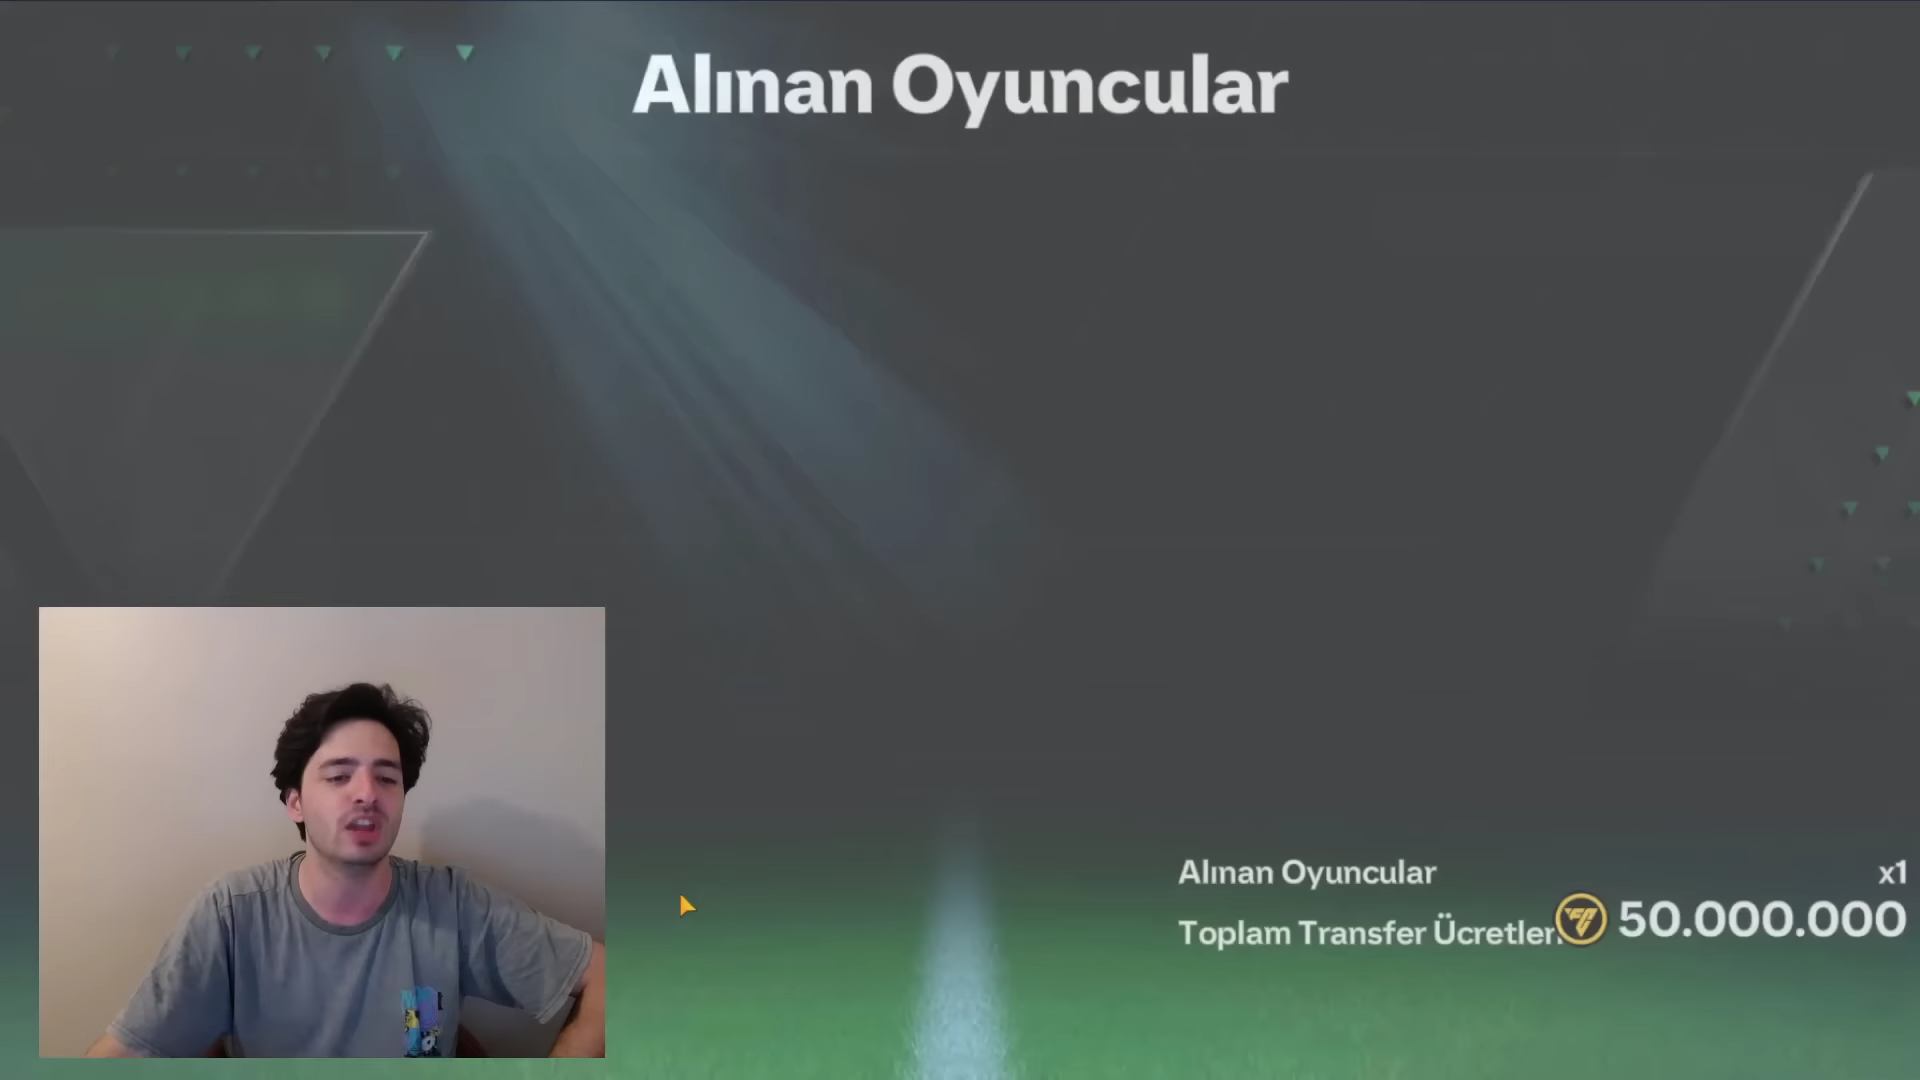 Alınan Oyuncular
Alınan Oyuncular x1
Toplam Transfer Ücretleri 50.000.000